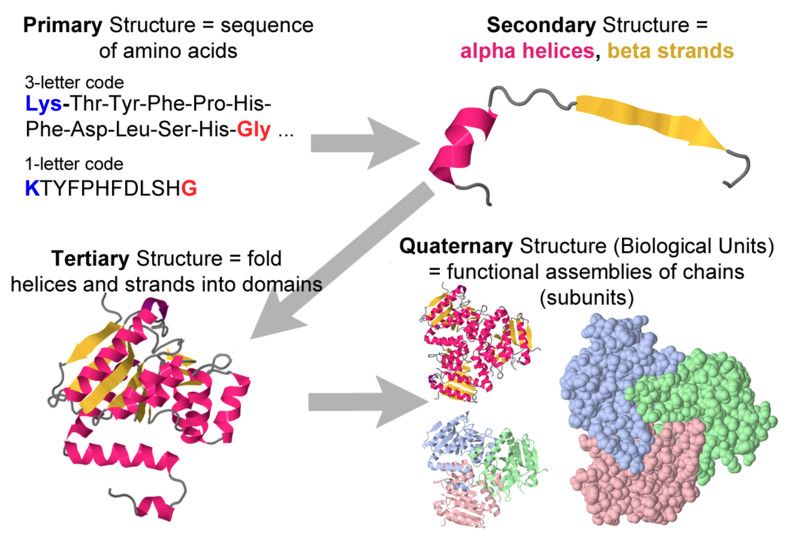 Primary Structure = sequence
of amino acids
3-letter code
Lys-Thr-Tyr-Phe-Pro-His-
Phe-Asp-Leu-Ser-His-Gly ...
1-letter code
KTYFPHFDLSHG
Secondary Structure =
alpha helices, beta strands
Tertiary Structure = fold
helices and strands into domains
Quaternary Structure (Biological Units)
= functional assemblies of chains
(subunits)